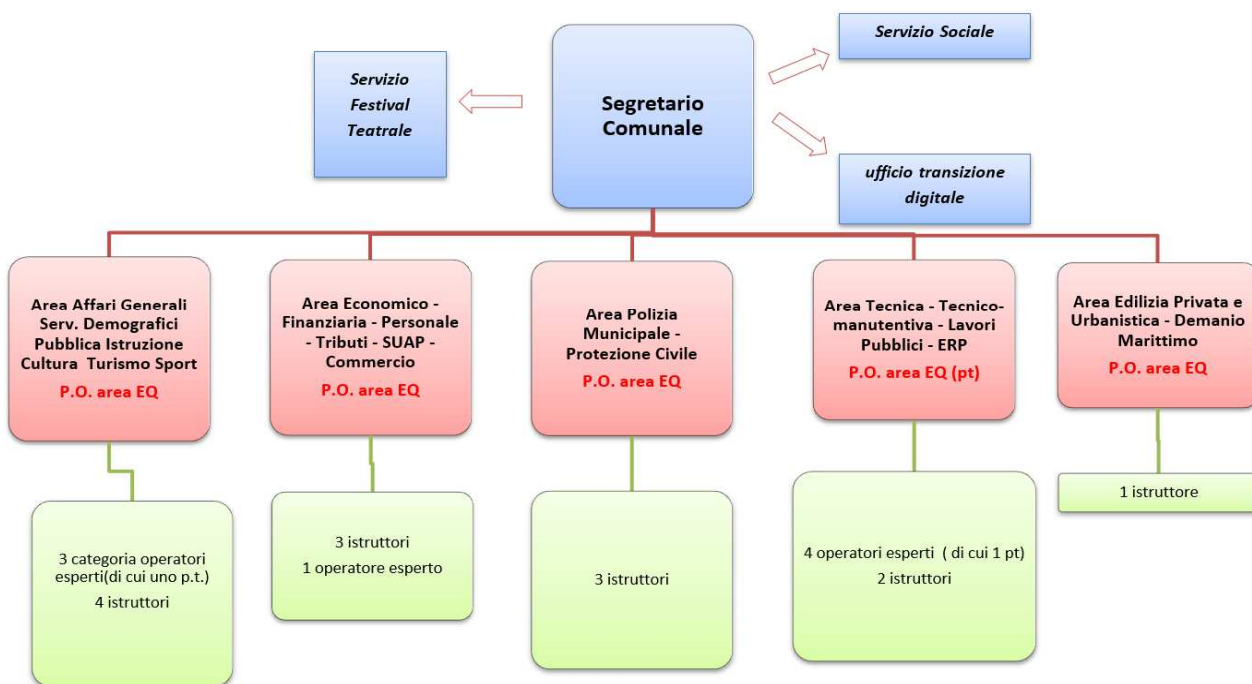 Servizio
Festival
Teatrale
Segretario
Comunale
Servizio Sociale
ufficio transizione
digitale
Area Affari Generali
Serv. Demografici
Pubblica Istruzione
Cultura Turismo Sport
P.O. area EQ
Area Economico -
Finanziaria - Personale
- Tributi - SUAP -
Commercio
P.O. area EQ
Area Polizia
Municipale -
Protezione Civile
P.O. area EQ
Area Tecnica - Tecnico-
manutentiva - Lavori
Pubblici - ERP
P.O. area EQ (pt)
Area Edilizia Privata e
Urbanistica - Demanio
Marittimo
P.O. area EQ
3 categoria operatori
esperti(di cui uno p.t.)
4 istruttori
3 istruttori
1 operatore esperto
3 istruttori
4 operatori esperti ( di cui 1 pt)
2 istruttori
1 istruttore